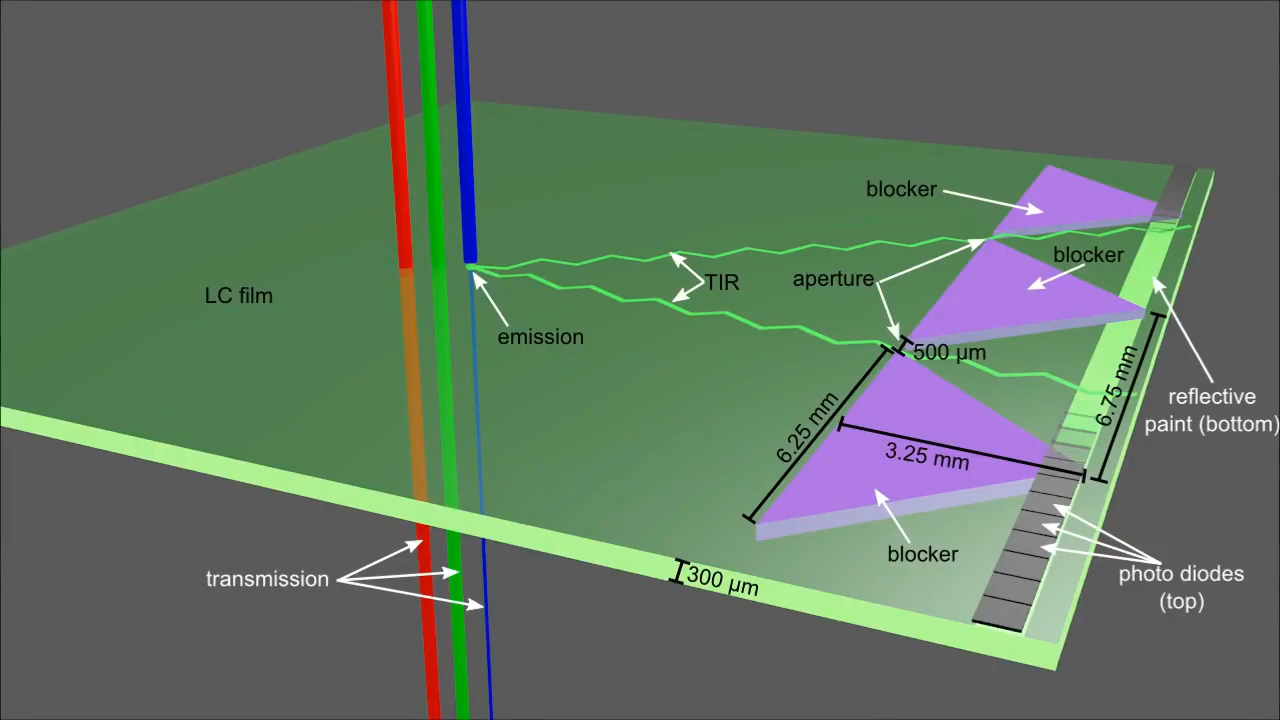 blocker
blocker
TIR
aperture
LC film
emission
500 µm
6.75 mm
reflective
paint (bottom)
6.25 mm
3.25 mm
blocker
transmission
300 µm
photo diodes
(top)